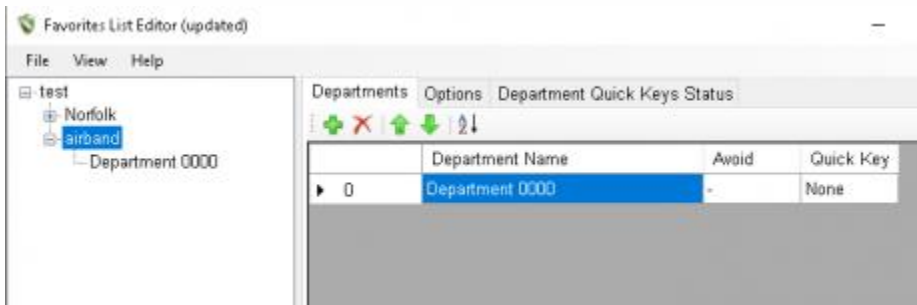 Favorites List Editor (updated)
File View Help
test
Norfolk
airband
Department 0000
Departments Options Department Quick Keys Status
Department Name Avoid Quick Key
0 Department 0000 - None